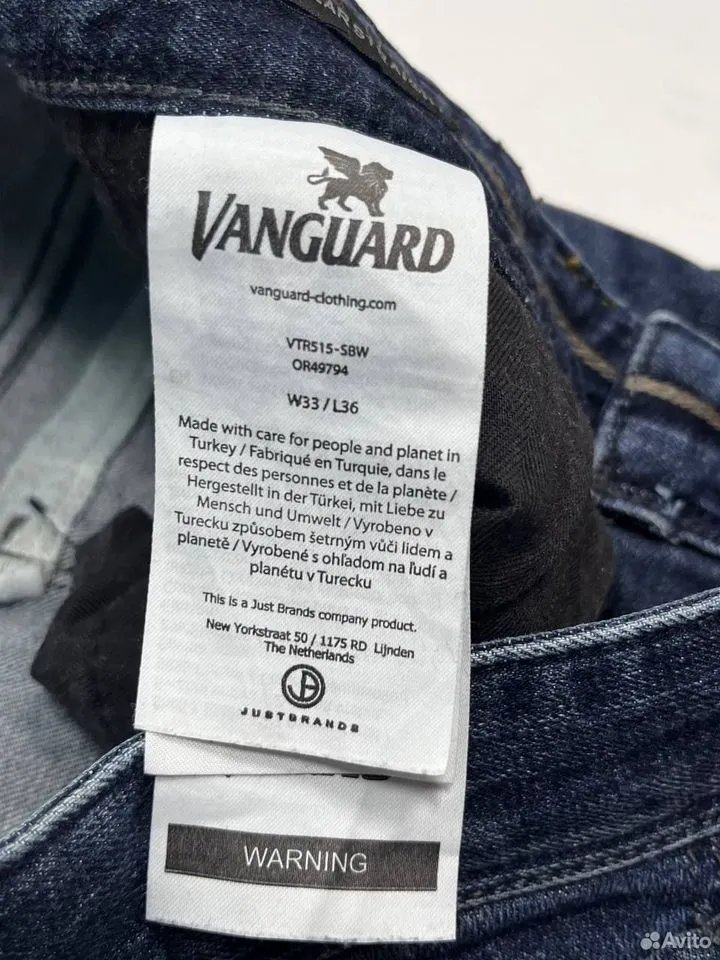 VANGUARD
vanguard-clothing.com
VTR515-SBW
OR49794
W33 / L36
Made with care for people and planet in
Turkey / Fabriqué en Turquie, dans le
respect des personnes et de la planète /
Hergestellt in der Türkei, mit Liebe zu
Mensch und Umwelt / Vyrobeno v
Turecku způsobem šetrným vůči lidem a
planetě / Vyrobené s ohľadom na ľudí a
planétu v Turecku
This is a Just Brands company product.
New Yorkstraat 50 / 1175 RD Lijnden
The Netherlands
JUSTBRANDS
WARNING
Avito